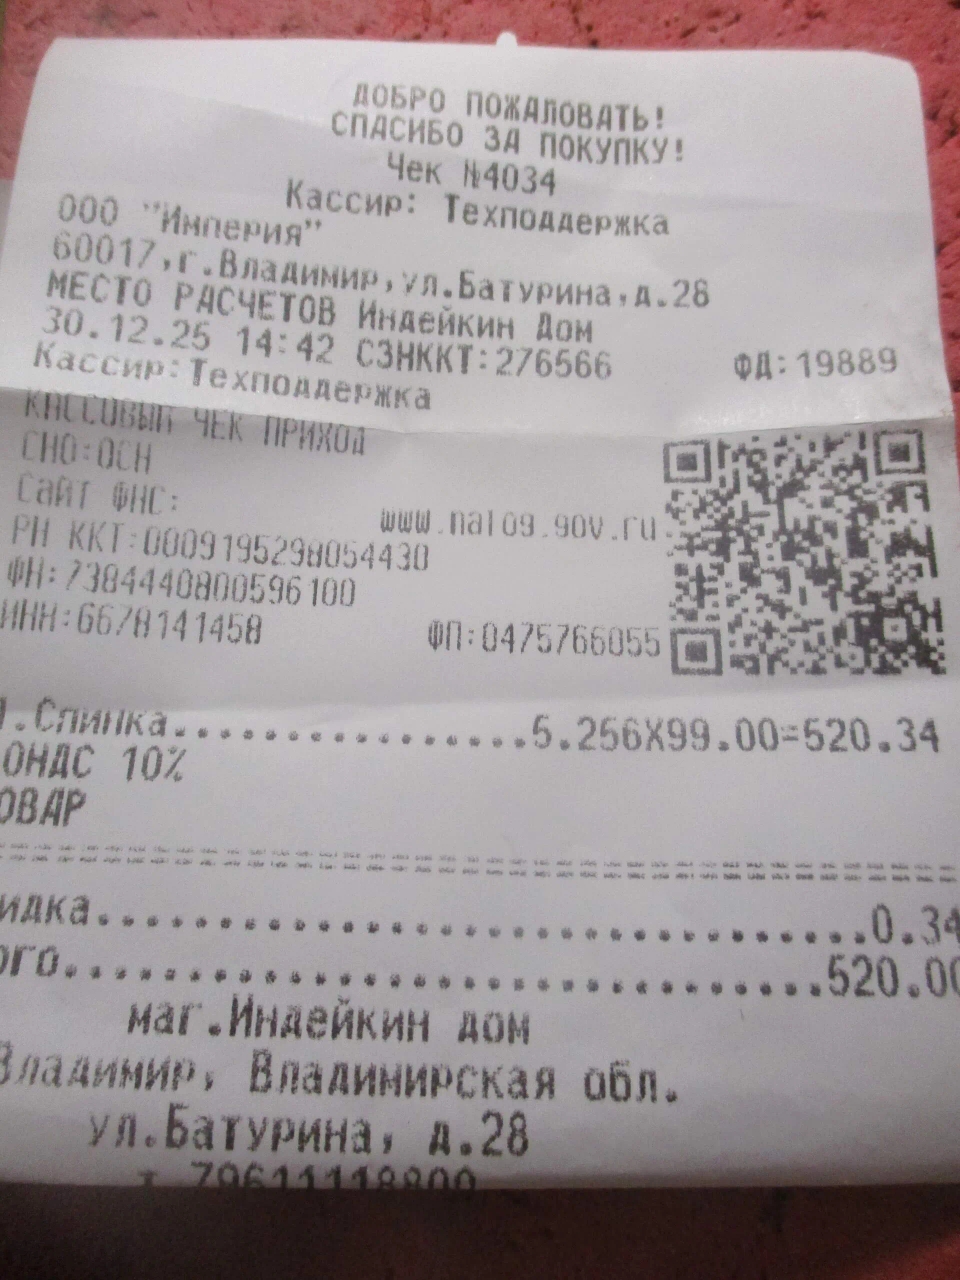 ДОБРО ПОЖАЛОВАТЬ!
СПАСИБО ЗА ПОКУПКУ!
Чек №4034
Кассир: Техподдержка
ООО "Империя"
60017,г.Владимир,ул.Батурина,д.28
МЕСТО РАСЧЕТОВ Индейкин Дом
30.12.25 14:42 СЗНККТ:276566 ФД:19889
Кассир:Техподдержка
КАССОВЫЙ ЧЕК ПРИХОД
СНО:ОСН
Сайт ФНС:
www.nalog.gov.ru
РН ККТ:0009195298054430
ФН:7384440800596100
ИНН:6678141458 ФП:0475766055
1.Спинка................5.256X99.00=520.34
ОНДС 10%
ОВАР
идка..............................0.34
ого.............................520.00
маг.Индейкин дом
Владимир, Владимирская обл.
ул.Батурина, д.28
т.79611118800